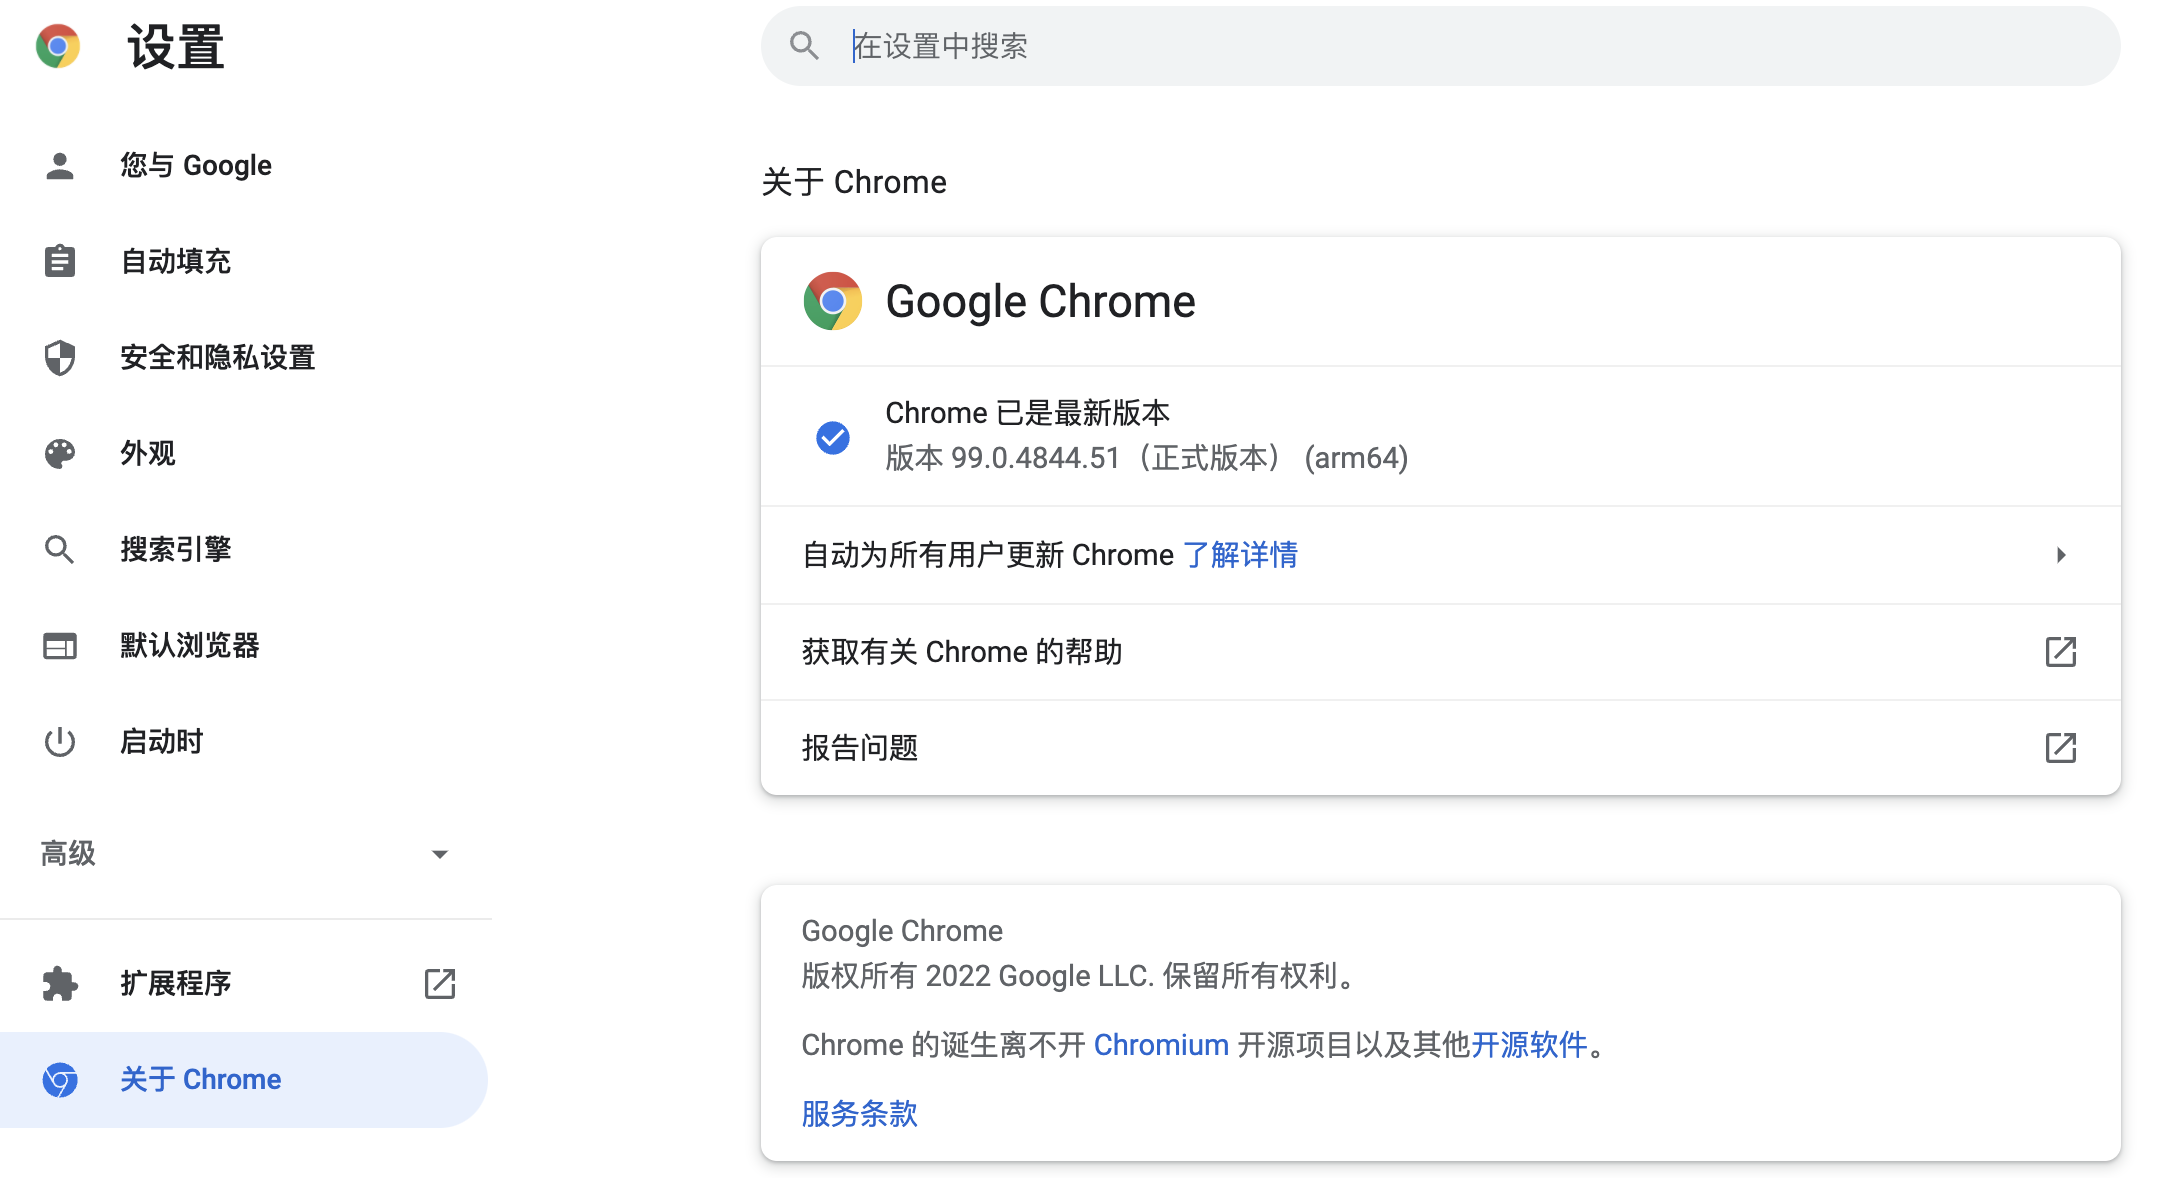 设置
在设置中搜索
您与 Google
自动填充
安全和隐私设置
外观
搜索引擎
默认浏览器
启动时
高级
扩展程序
关于 Chrome
关于 Chrome
Google Chrome
Chrome 已是最新版本
版本 99.0.4844.51（正式版本） (arm64)
自动为所有用户更新 Chrome 了解详情
获取有关 Chrome 的帮助
报告问题
Google Chrome
版权所有 2022 Google LLC. 保留所有权利。
Chrome 的诞生离不开 Chromium 开源项目以及其他开源软件。
服务条款